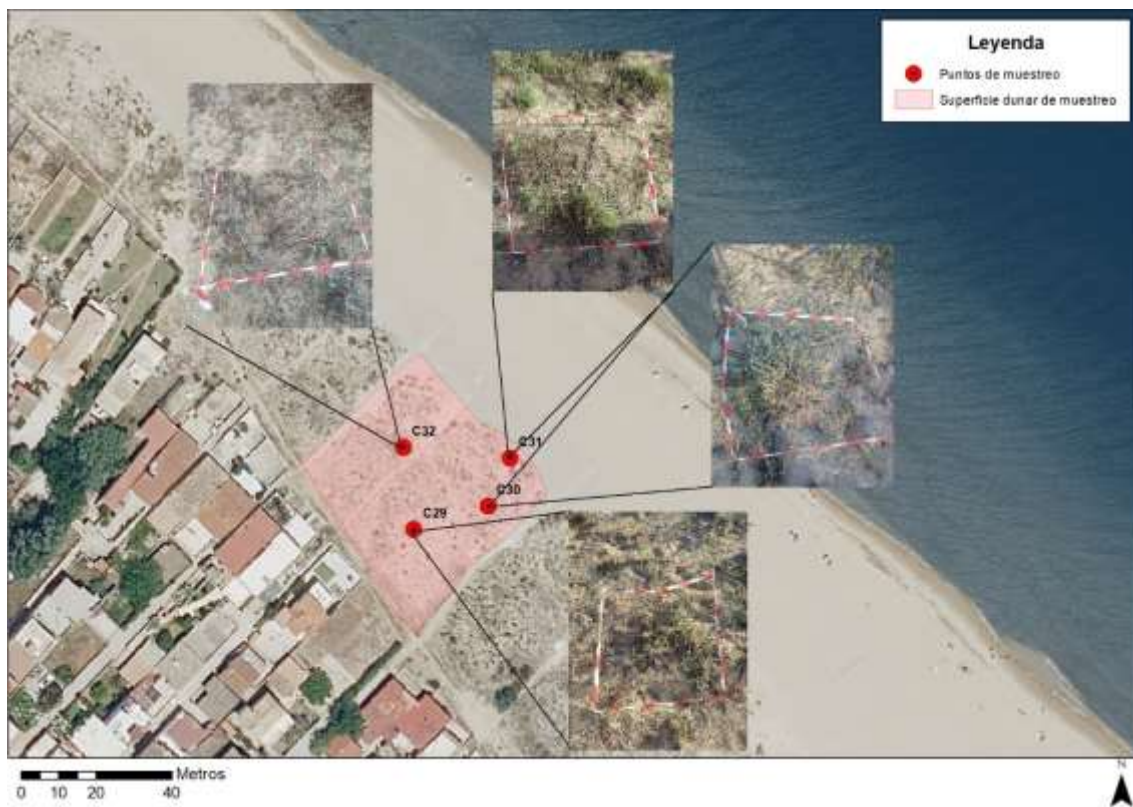 Leyenda
Puntos de muestreo
Superficie dunar de muestreo
C32
C31
C30
C29
Metros
0 10 20 40
N